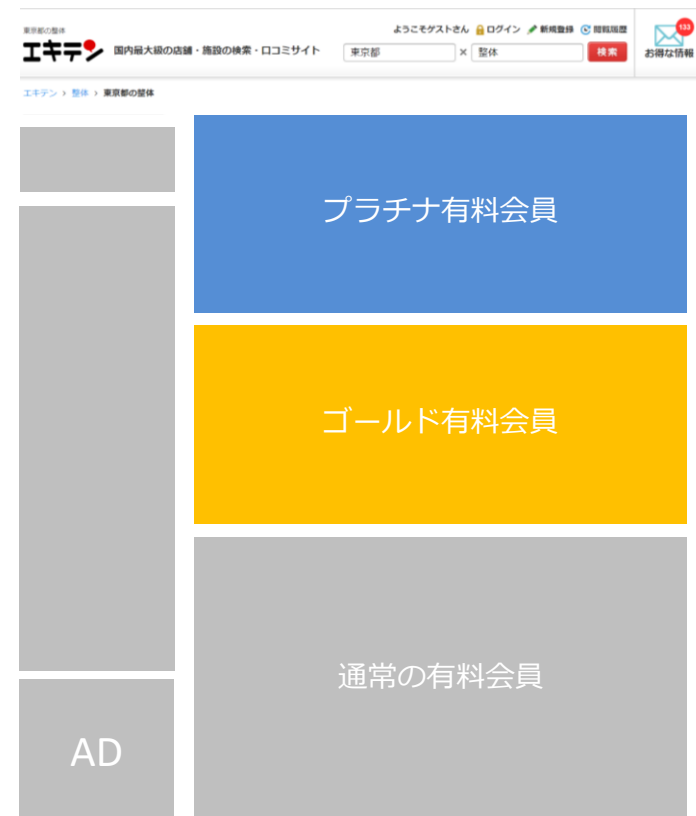 東京都の整体
エキテン 国内最大級の店舗・施設の検索・口コミサイト
ようこそゲストさん ログイン 新規登録 閲覧履歴
東京都 × 整体 検索
133
お得な情報
エキテン › 整体 › 東京都の整体
プラチナ有料会員
ゴールド有料会員
通常の有料会員
AD